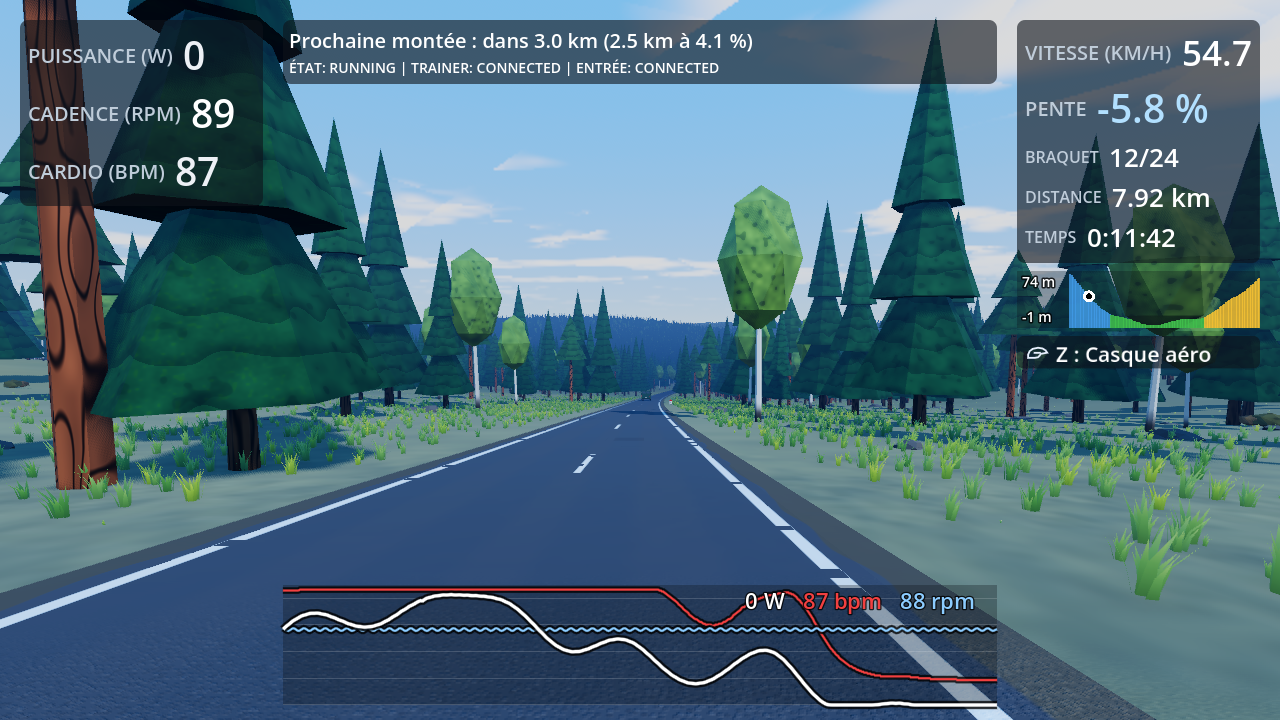 PUISSANCE (W) 0
CADENCE (RPM) 89
CARDIO (BPM) 87
Prochaine montée : dans 3.0 km (2.5 km à 4.1 %)
ÉTAT: RUNNING | TRAINER: CONNECTED | ENTRÉE: CONNECTED
VITESSE (KM/H) 54.7
PENTE -5.8 %
BRAQUET 12/24
DISTANCE 7.92 km
TEMPS 0:11:42
74 m
-1 m
Z : Casque aéro
0 W 87 bpm 88 rpm